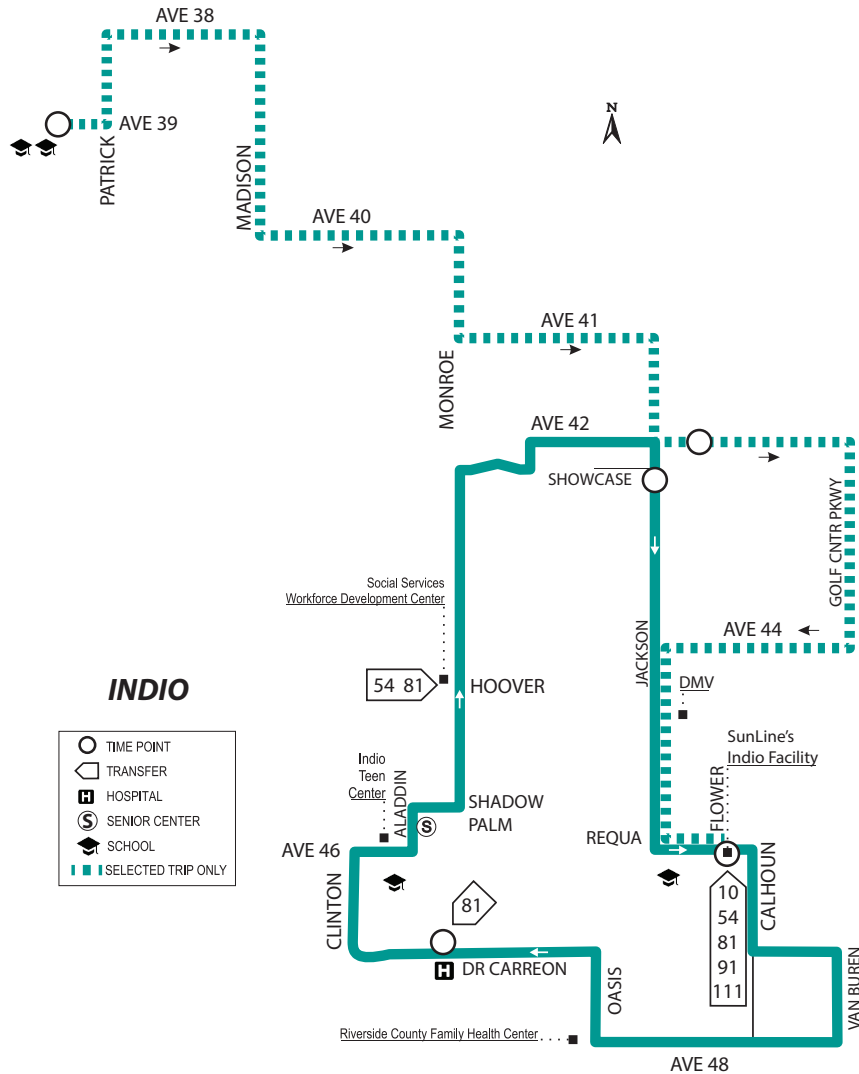 AVE 38
N
AVE 39
PATRICK
MADISON
AVE 40
AVE 41
MONROE
AVE 42
SHOWCASE
GOLF CNTR PKWY
Social Services
Workforce Development Center
JACKSON
AVE 44
54 81
HOOVER
DMV
INDIO
SunLine's
Indio Facility
TIME POINT
TRANSFER
H HOSPITAL
S SENIOR CENTER
SCHOOL
SELECTED TRIP ONLY
Indio
Teen
Center
ALADDIN
S
SHADOW
PALM
FLOWER
REQUA
AVE 46
CLINTON
81
10
54
81
91
111
CALHOUN
H DR CARREON
OASIS
VAN BUREN
Riverside County Family Health Center
AVE 48